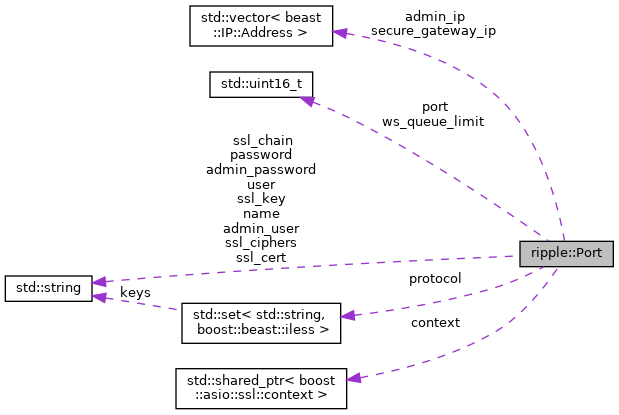 std::vector< beast
::IP::Address >
admin_ip
secure_gateway_ip
std::uint16_t
port
ws_queue_limit
ssl_chain
password
admin_password
user
ssl_key
name
admin_user
ssl_ciphers
ssl_cert
ripple::Port
std::string
keys
protocol
std::set< std::string,
boost::beast::iless >
context
std::shared_ptr< boost
::asio::ssl::context >